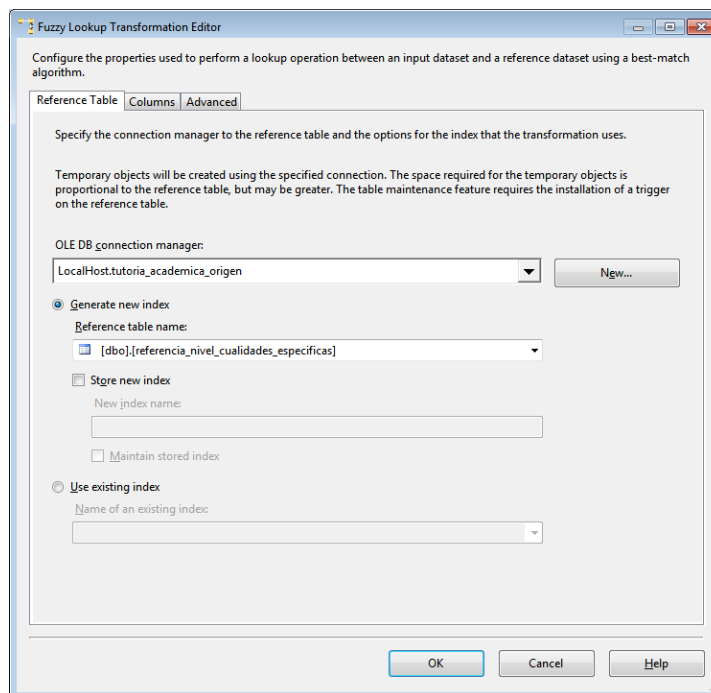 Fuzzy Lookup Transformation Editor
Configure the properties used to perform a lookup operation between an input dataset and a reference dataset using a best-match
algorithm.
Reference Table Columns Advanced
Specify the connection manager to the reference table and the options for the index that the transformation uses.
Temporary objects will be created using the specified connection. The space required for the temporary objects is
proportional to the reference table, but may be greater. The table maintenance feature requires the installation of a trigger
on the reference table.
OLE DB connection manager:
LocalHost.tutoria_academica_origen
New...
Generate new index
Reference table name:
[dbo].[referencia_nivel_cualidades_especificas]
Store new index
New index name:
Maintain stored index
Use existing index
Name of an existing index:
OK Cancel Help